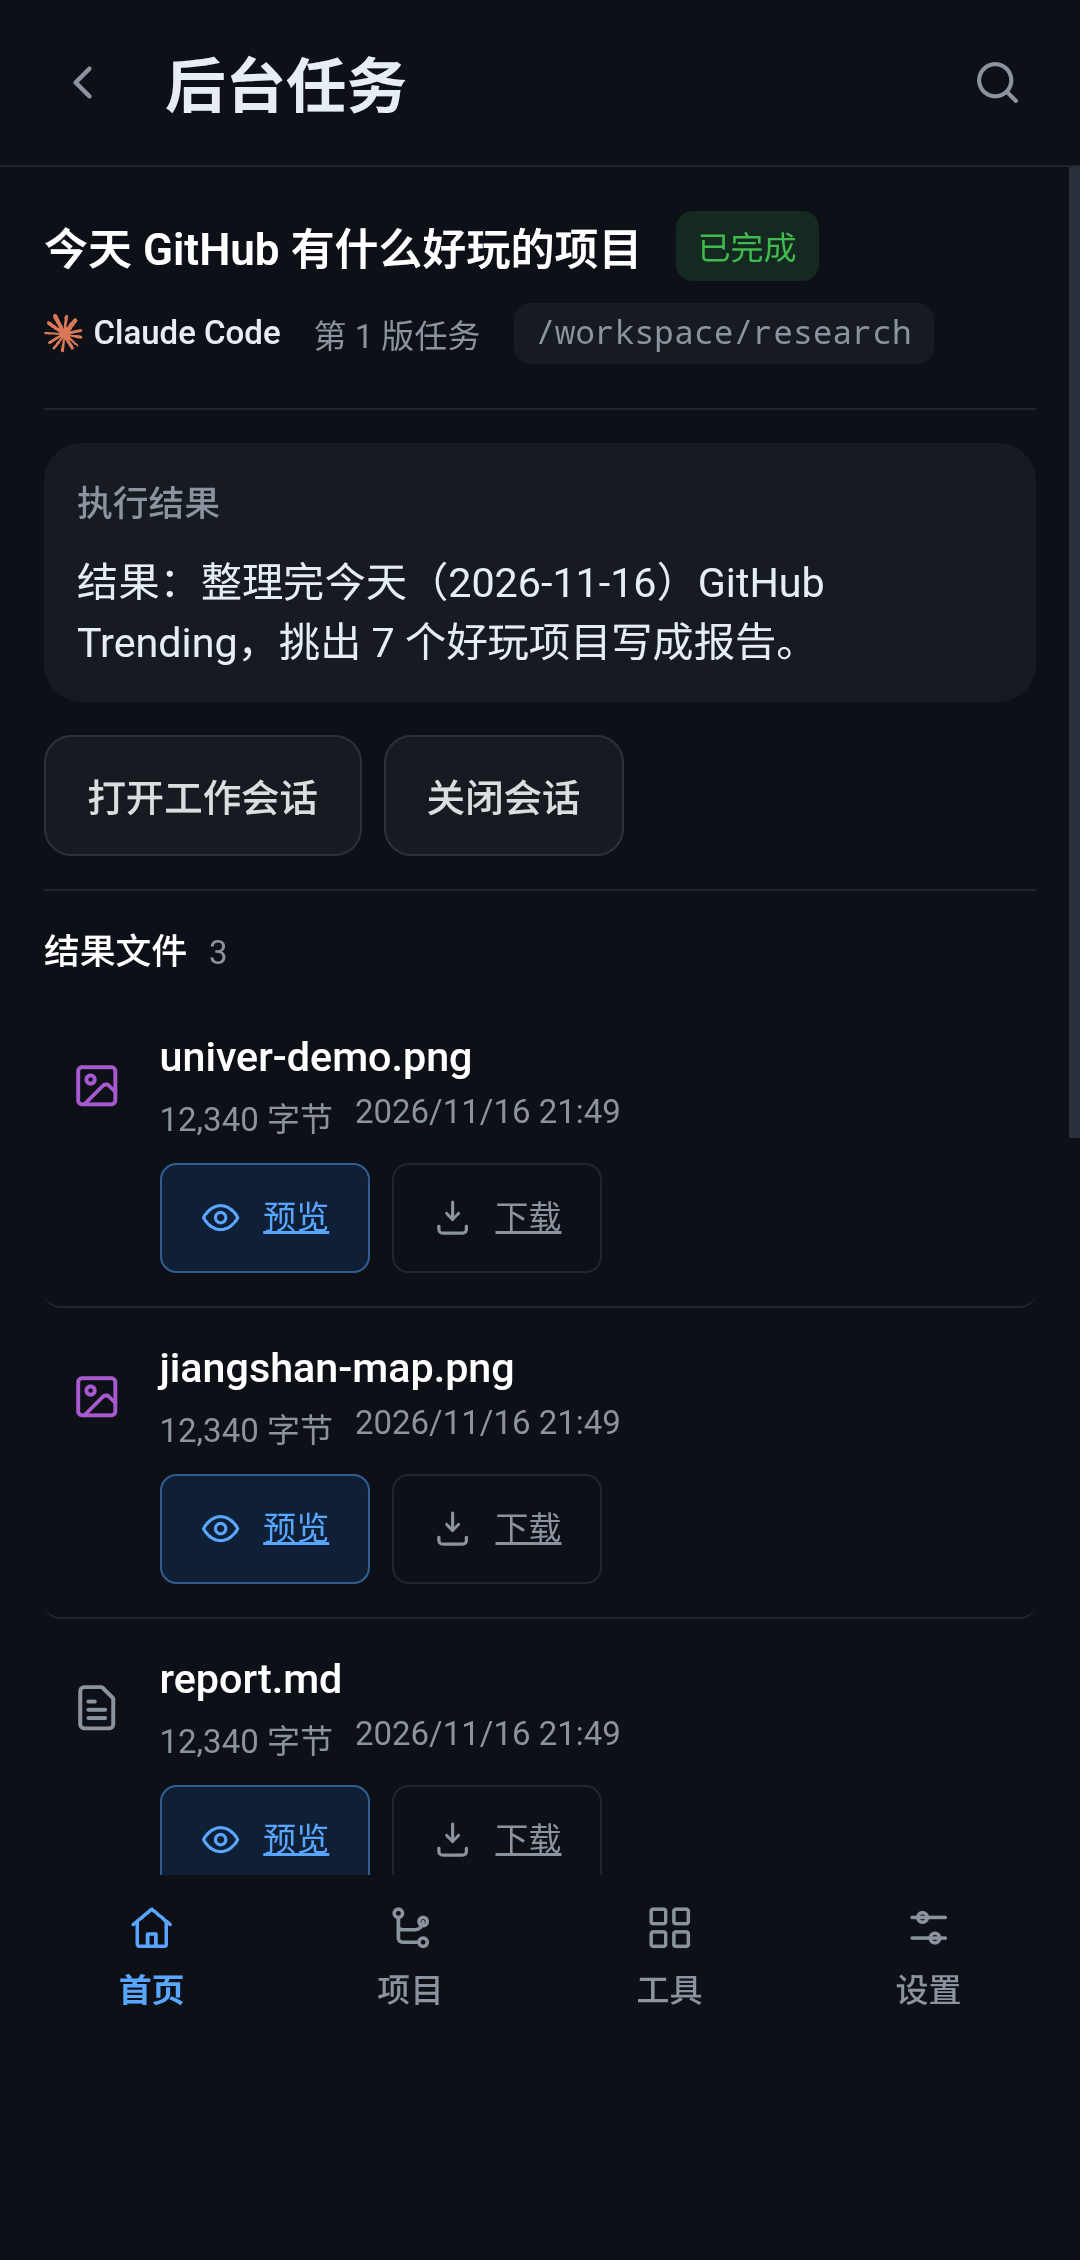 后台任务
今天 GitHub 有什么好玩的项目 已完成
Claude Code 第 1 版任务 /workspace/research
执行结果
结果：整理完今天（2026-11-16）GitHub
Trending，挑出 7 个好玩项目写成报告。
打开工作会话 关闭会话
结果文件 3
univer-demo.png
12,340 字节 2026/11/16 21:49
预览 下载
jiangshan-map.png
12,340 字节 2026/11/16 21:49
预览 下载
report.md
12,340 字节 2026/11/16 21:49
预览 下载
首页 项目 工具 设置